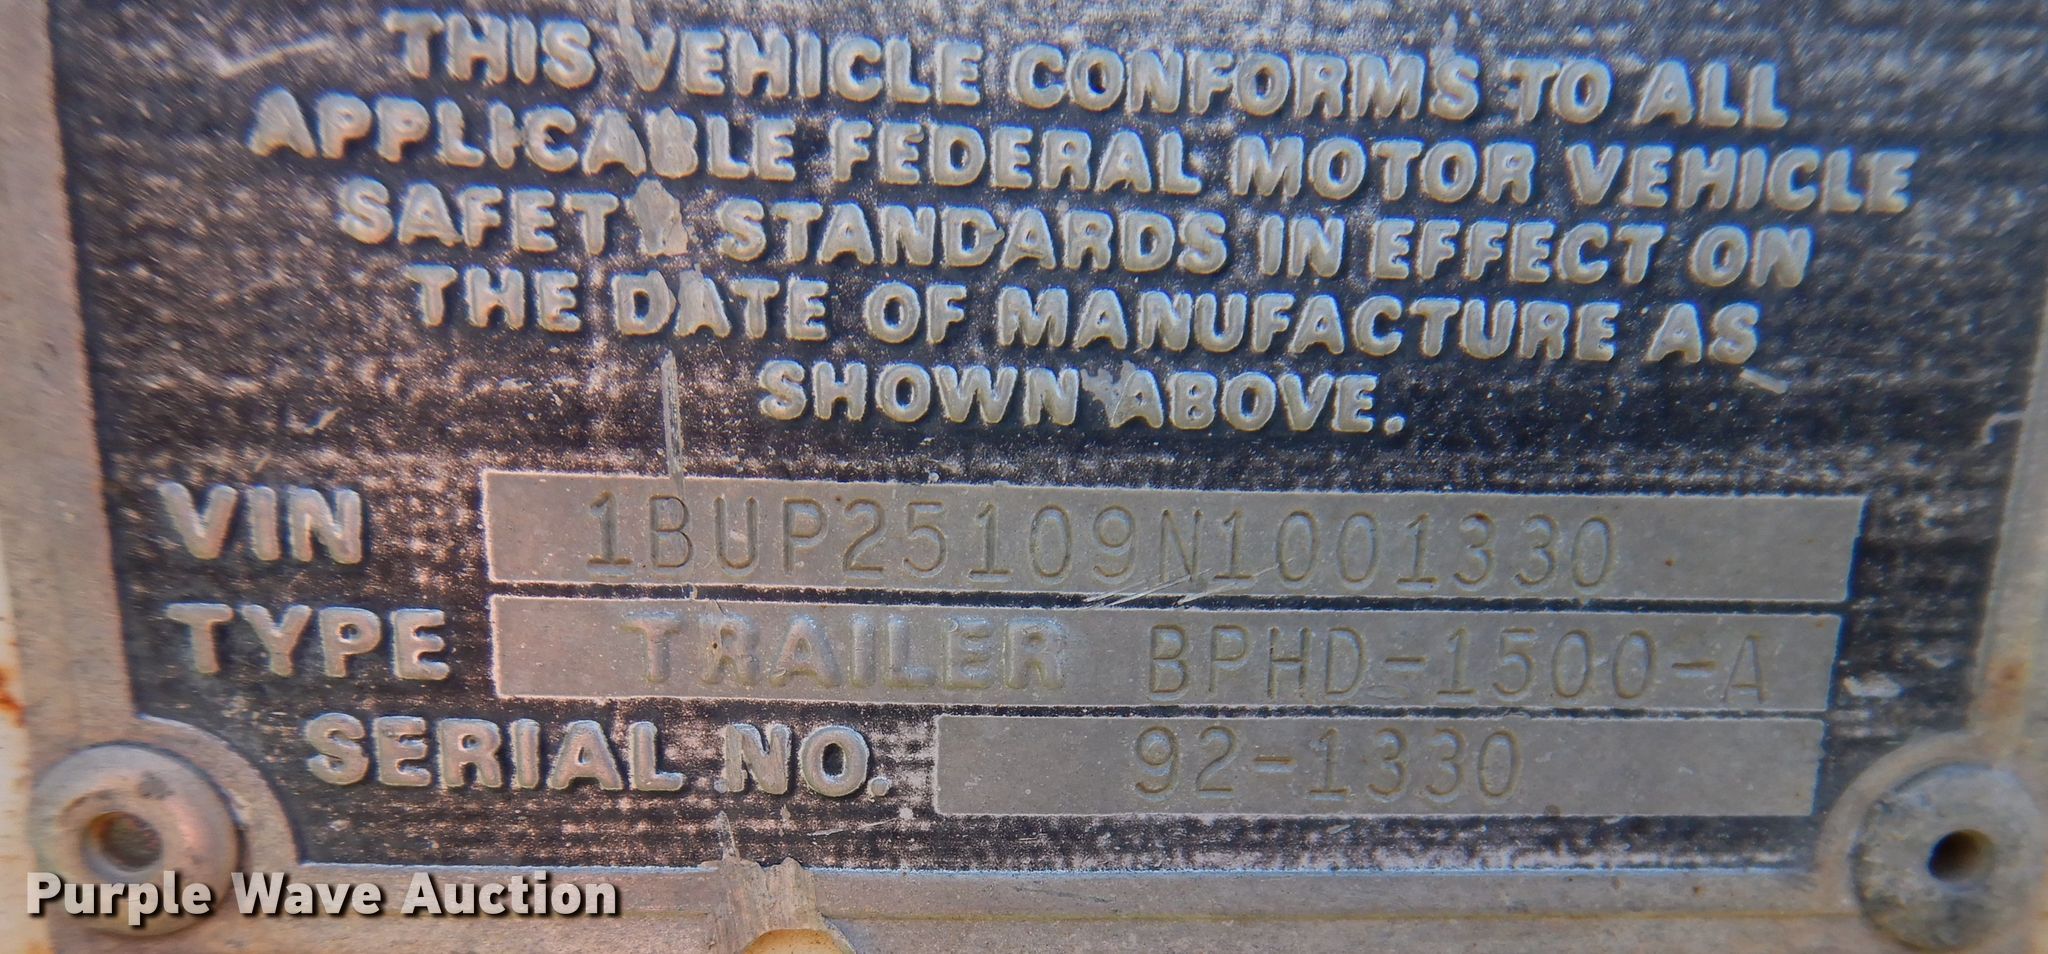 THIS VEHICLE CONFORMS TO ALL
APPLICABLE FEDERAL MOTOR VEHICLE
SAFETY STANDARDS IN EFFECT ON
THE DATE OF MANUFACTURE AS
SHOWN ABOVE.
VIN 1BUP25109N1001330
TYPE TRAILER BPHD-1500-A
SERIAL NO. 92-1330
Purple Wave Auction